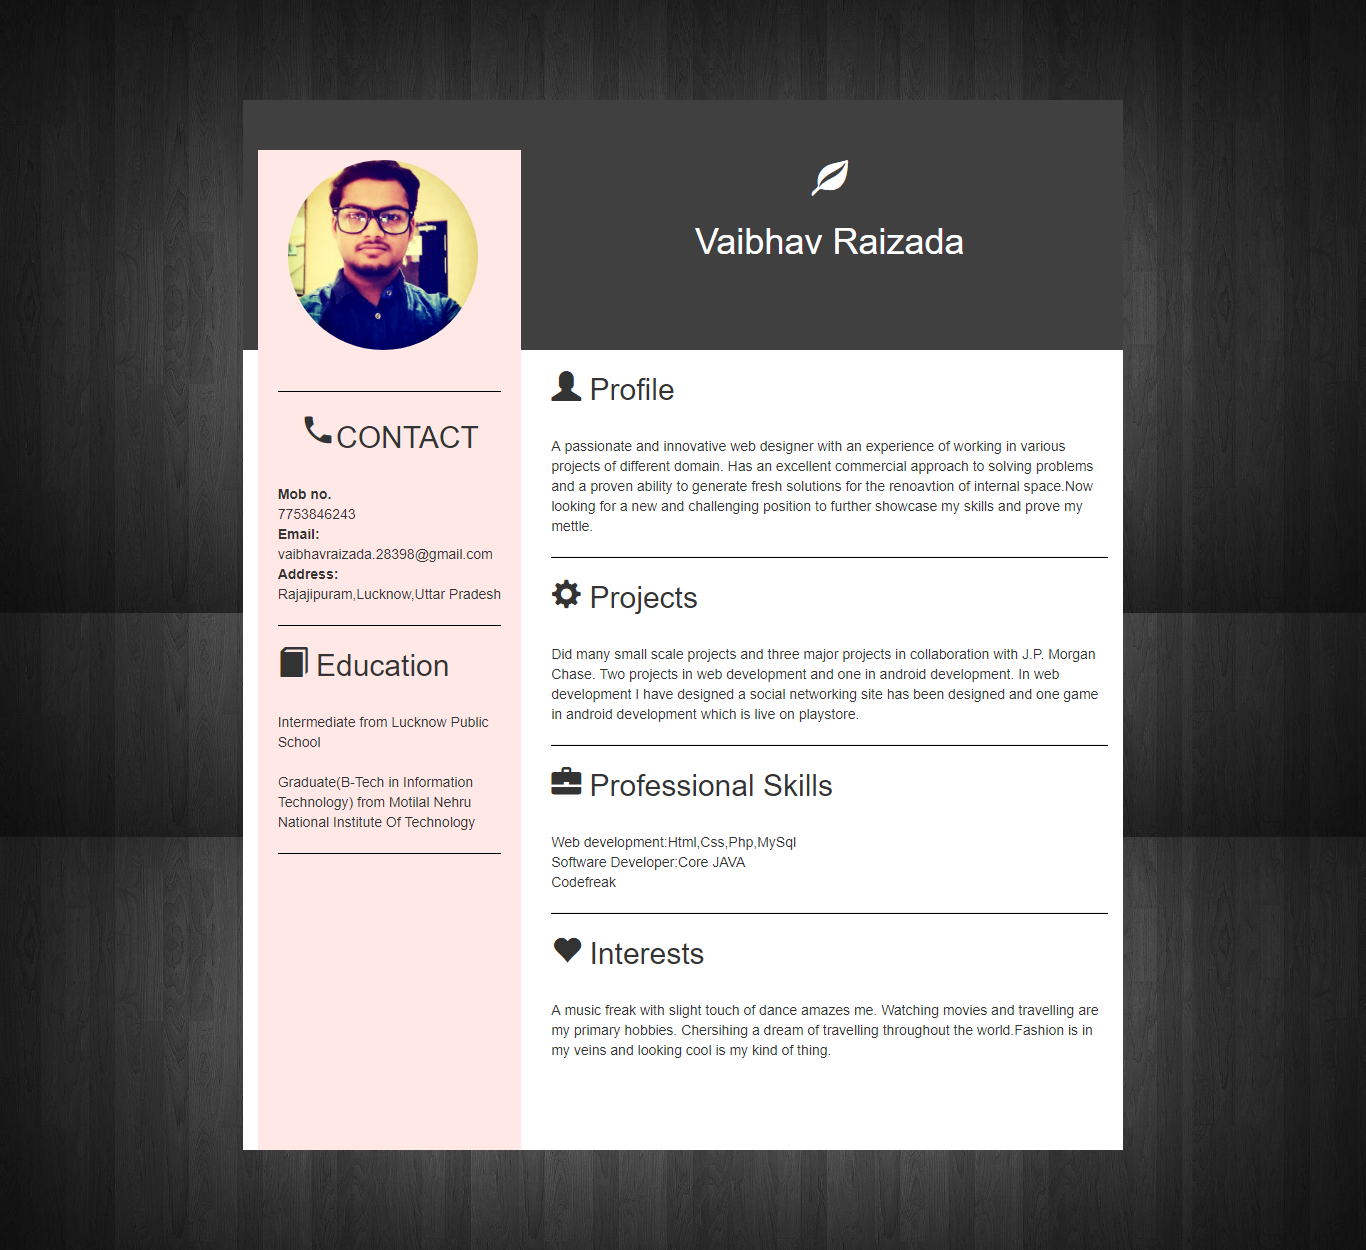 Vaibhav Raizada
CONTACT
Mob no.
7753846243
Email:
vaibhavraizada.28398@gmail.com
Address:
Rajajipuram,Lucknow,Uttar Pradesh
Education
Intermediate from Lucknow Public
School
Graduate(B-Tech in Information
Technology) from Motilal Nehru
National Institute Of Technology
Profile
A passionate and innovative web designer with an experience of working in various
projects of different domain. Has an excellent commercial approach to solving problems
and a proven ability to generate fresh solutions for the renoavtion of internal space.Now
looking for a new and challenging position to further showcase my skills and prove my
mettle.
Projects
Did many small scale projects and three major projects in collaboration with J.P. Morgan
Chase. Two projects in web development and one in android development. In web
development I have designed a social networking site has been designed and one game
in android development which is live on playstore.
Professional Skills
Web development:Html,Css,Php,MySql
Software Developer:Core JAVA
Codefreak
Interests
A music freak with slight touch of dance amazes me. Watching movies and travelling are
my primary hobbies. Chersihing a dream of travelling throughout the world.Fashion is in
my veins and looking cool is my kind of thing.